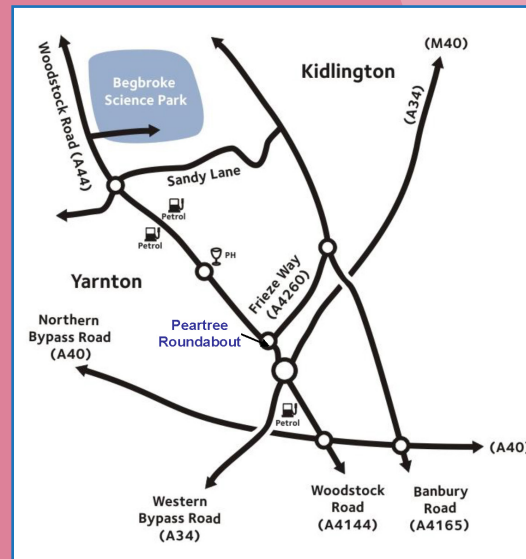 (M40)
Kidlington
Woodstock Road (A44)
Begbroke
Science Park
(A34)
Sandy Lane
Petrol
Petrol
PH
Yarnton
Frieze Way
(A4260)
Northern
Bypass Road
(A40)
Peartree
Roundabout
Petrol
(A40)
Western
Bypass Road
(A34)
Woodstock
Road
(A4144)
Banbury
Road
(A4165)